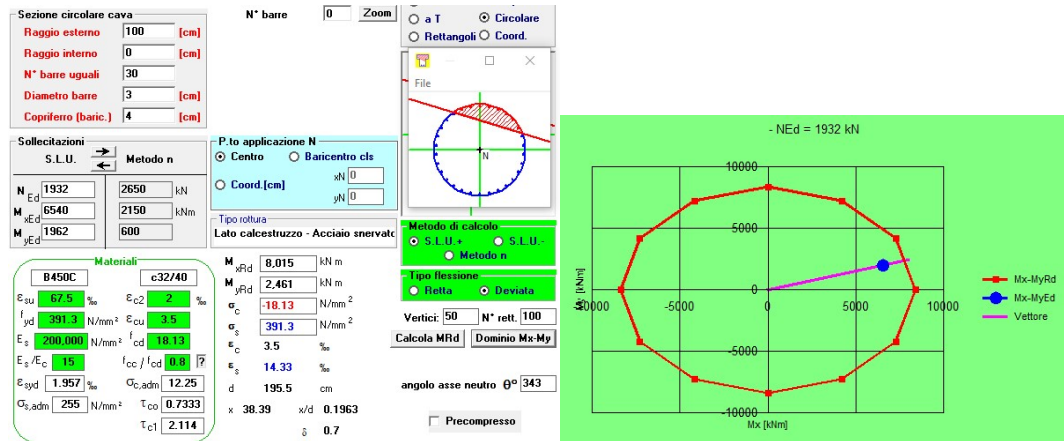 Sezione circolare cava
Raggio esterno 100 [cm]
Raggio interno 0 [cm]
N° barre uguali 30
Diametro barre 3 [cm]
Copriferro (baric.) 4 [cm]
N° barre 0 Zoom
a T Circolare
Rettangoli Coord.
File
N
Sollecitazioni
S.L.U. Metodo n
N Ed 1932 2650 kN
M xEd 6540 2150 kNm
M yEd 1962 600
P.to applicazione N
Centro Baricentro cls
Coord.[cm] xN 0
yN 0
Tipo rottura
Lato calcestruzzo - Acciaio snervato
Metodo di calcolo
S.L.U.+ S.L.U.-
Metodo n
Tipo flessione
Retta Deviata
Vertici: 50 N° rett. 100
Calcola MRd Dominio Mx-My
angolo asse neutro θ° 343
Precompresso
Materiali
B450C c32/40
εsu 67.5 ‰ εc2 2 ‰
fyd 391.3 N/mm² εcu 3.5
Es 200,000 N/mm² fcd 18.13
Es/Ec 15 fcc / fcd 0.8 ?
εsyd 1.957 ‰ σc,adm 12.25
σs,adm 255 N/mm² τco 0.7333
τc1 2.114
M xRd 8,015 kN m
M yRd 2,461 kN m
σc -18.13 N/mm²
σs 391.3 N/mm²
εc 3.5 ‰
εs 14.33 ‰
d 195.5 cm
x 38.39 x/d 0.1963
δ 0.7
- NEd = 1932 kN
10000
5000
0
-5000
-10000
5000 0 5000 10000
[kNm]
Mx [kNm]
Mx-MyRd
Mx-MyEd
Vettore